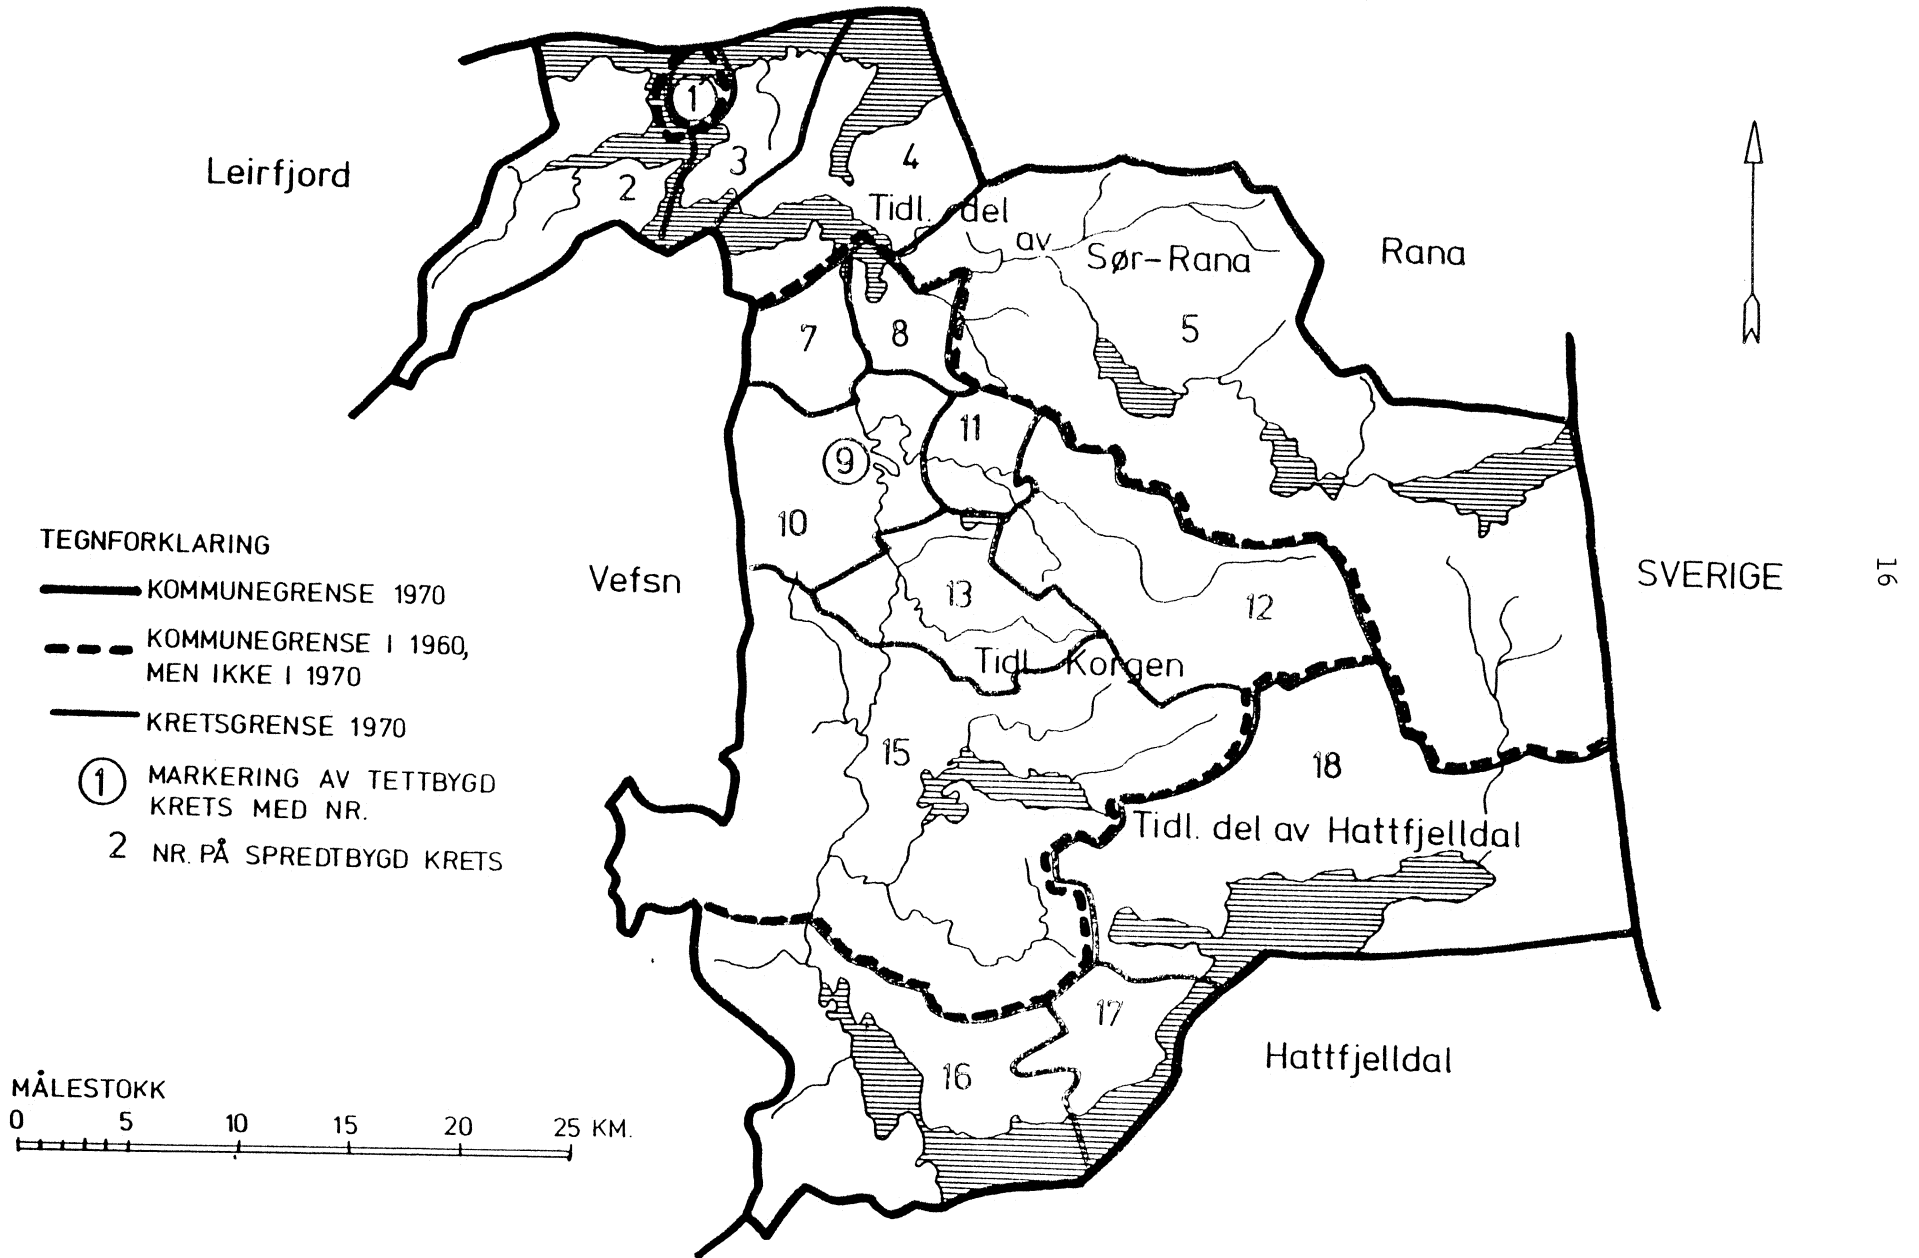 1
3
4
2
Leirfjord
Tidl. del
av
Sør-Rana
Rana
5
7
8
11
9
10
Vefsn
13
12
SVERIGE
16
Tidl. Korgen
15
18
Tidl. del av Hattfjelldal
17
16
Hattfjelldal
TEGNFORKLARING
KOMMUNEGRENSE 1970
KOMMUNEGRENSE I 1960,
MEN IKKE I 1970
KRETSGRENSE 1970
1 MARKERING AV TETTBYGD
KRETS MED NR.
2 NR. PÅ SPREDTBYGD KRETS
MÅLESTOKK
0 5 10 15 20 25 KM.